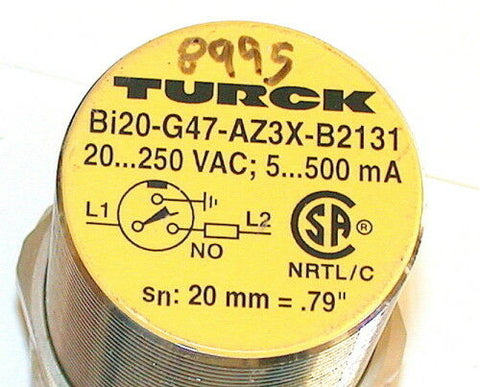 8995
TURCK
Bi20-G47-AZ3X-B2131
20...250 VAC; 5...500 mA
L1 L2
NO
SA ®
NRTL/C
sn: 20 mm = .79"